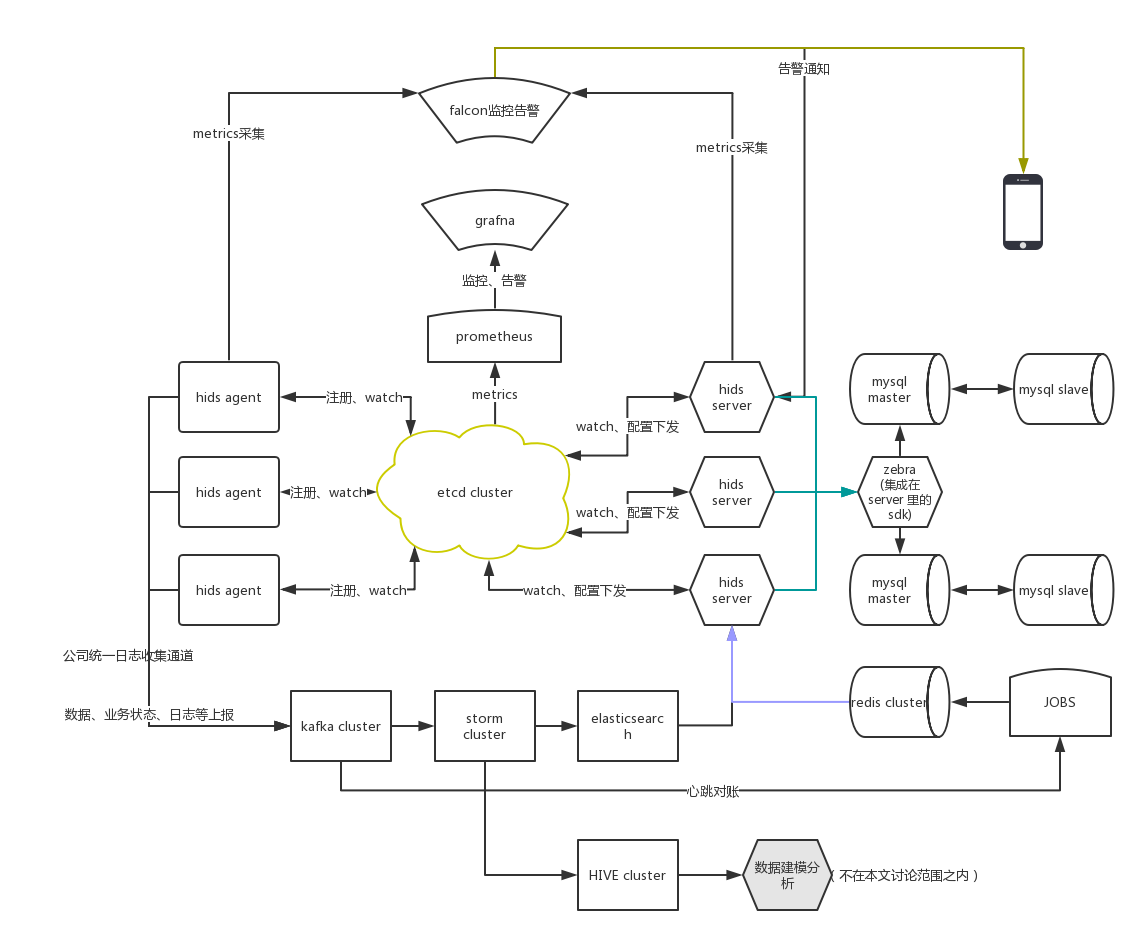 告警通知
falcon监控告警
metrics采集
metrics采集
grafna
监控、告警
prometheus
metrics
hids agent
注册、watch
watch、配置下发
hids
server
mysql
master
mysql slave
hids agent
注册、watch
etcd cluster
watch、配置下发
hids
server
zebra
(集成在
server 里的
sdk)
hids agent
注册、watch
watch、配置下发
hids
server
mysql
master
mysql slave
公司统一日志收集通道
数据、业务状态、日志等上报
kafka cluster
storm
cluster
elasticsearc
h
redis cluster
JOBS
心跳对账
HIVE cluster
数据建模分
析
（不在本文讨论范围之内）